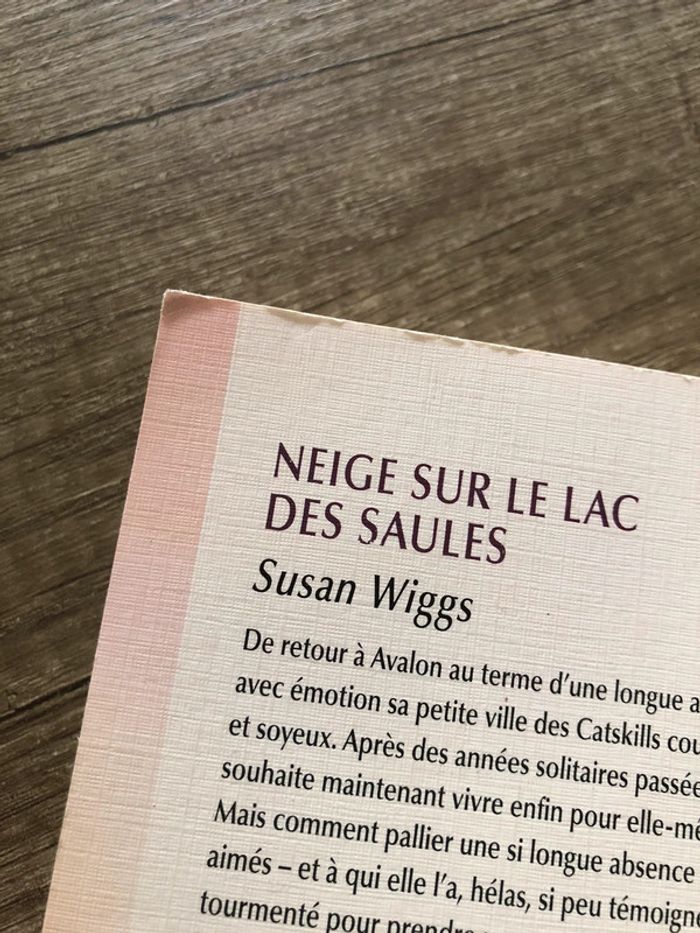 NEIGE SUR LE LAC
DES SAULES
Susan Wiggs
De retour à Avalon au terme d'une longue
avec émotion sa petite ville des Catskills
et soyeux. Après des années solitaires
souhaite maintenant vivre enfin pour
Mais comment pallier une si longue absence
aimés – et à qui elle l'a, hélas, si peu
tourmenté pour